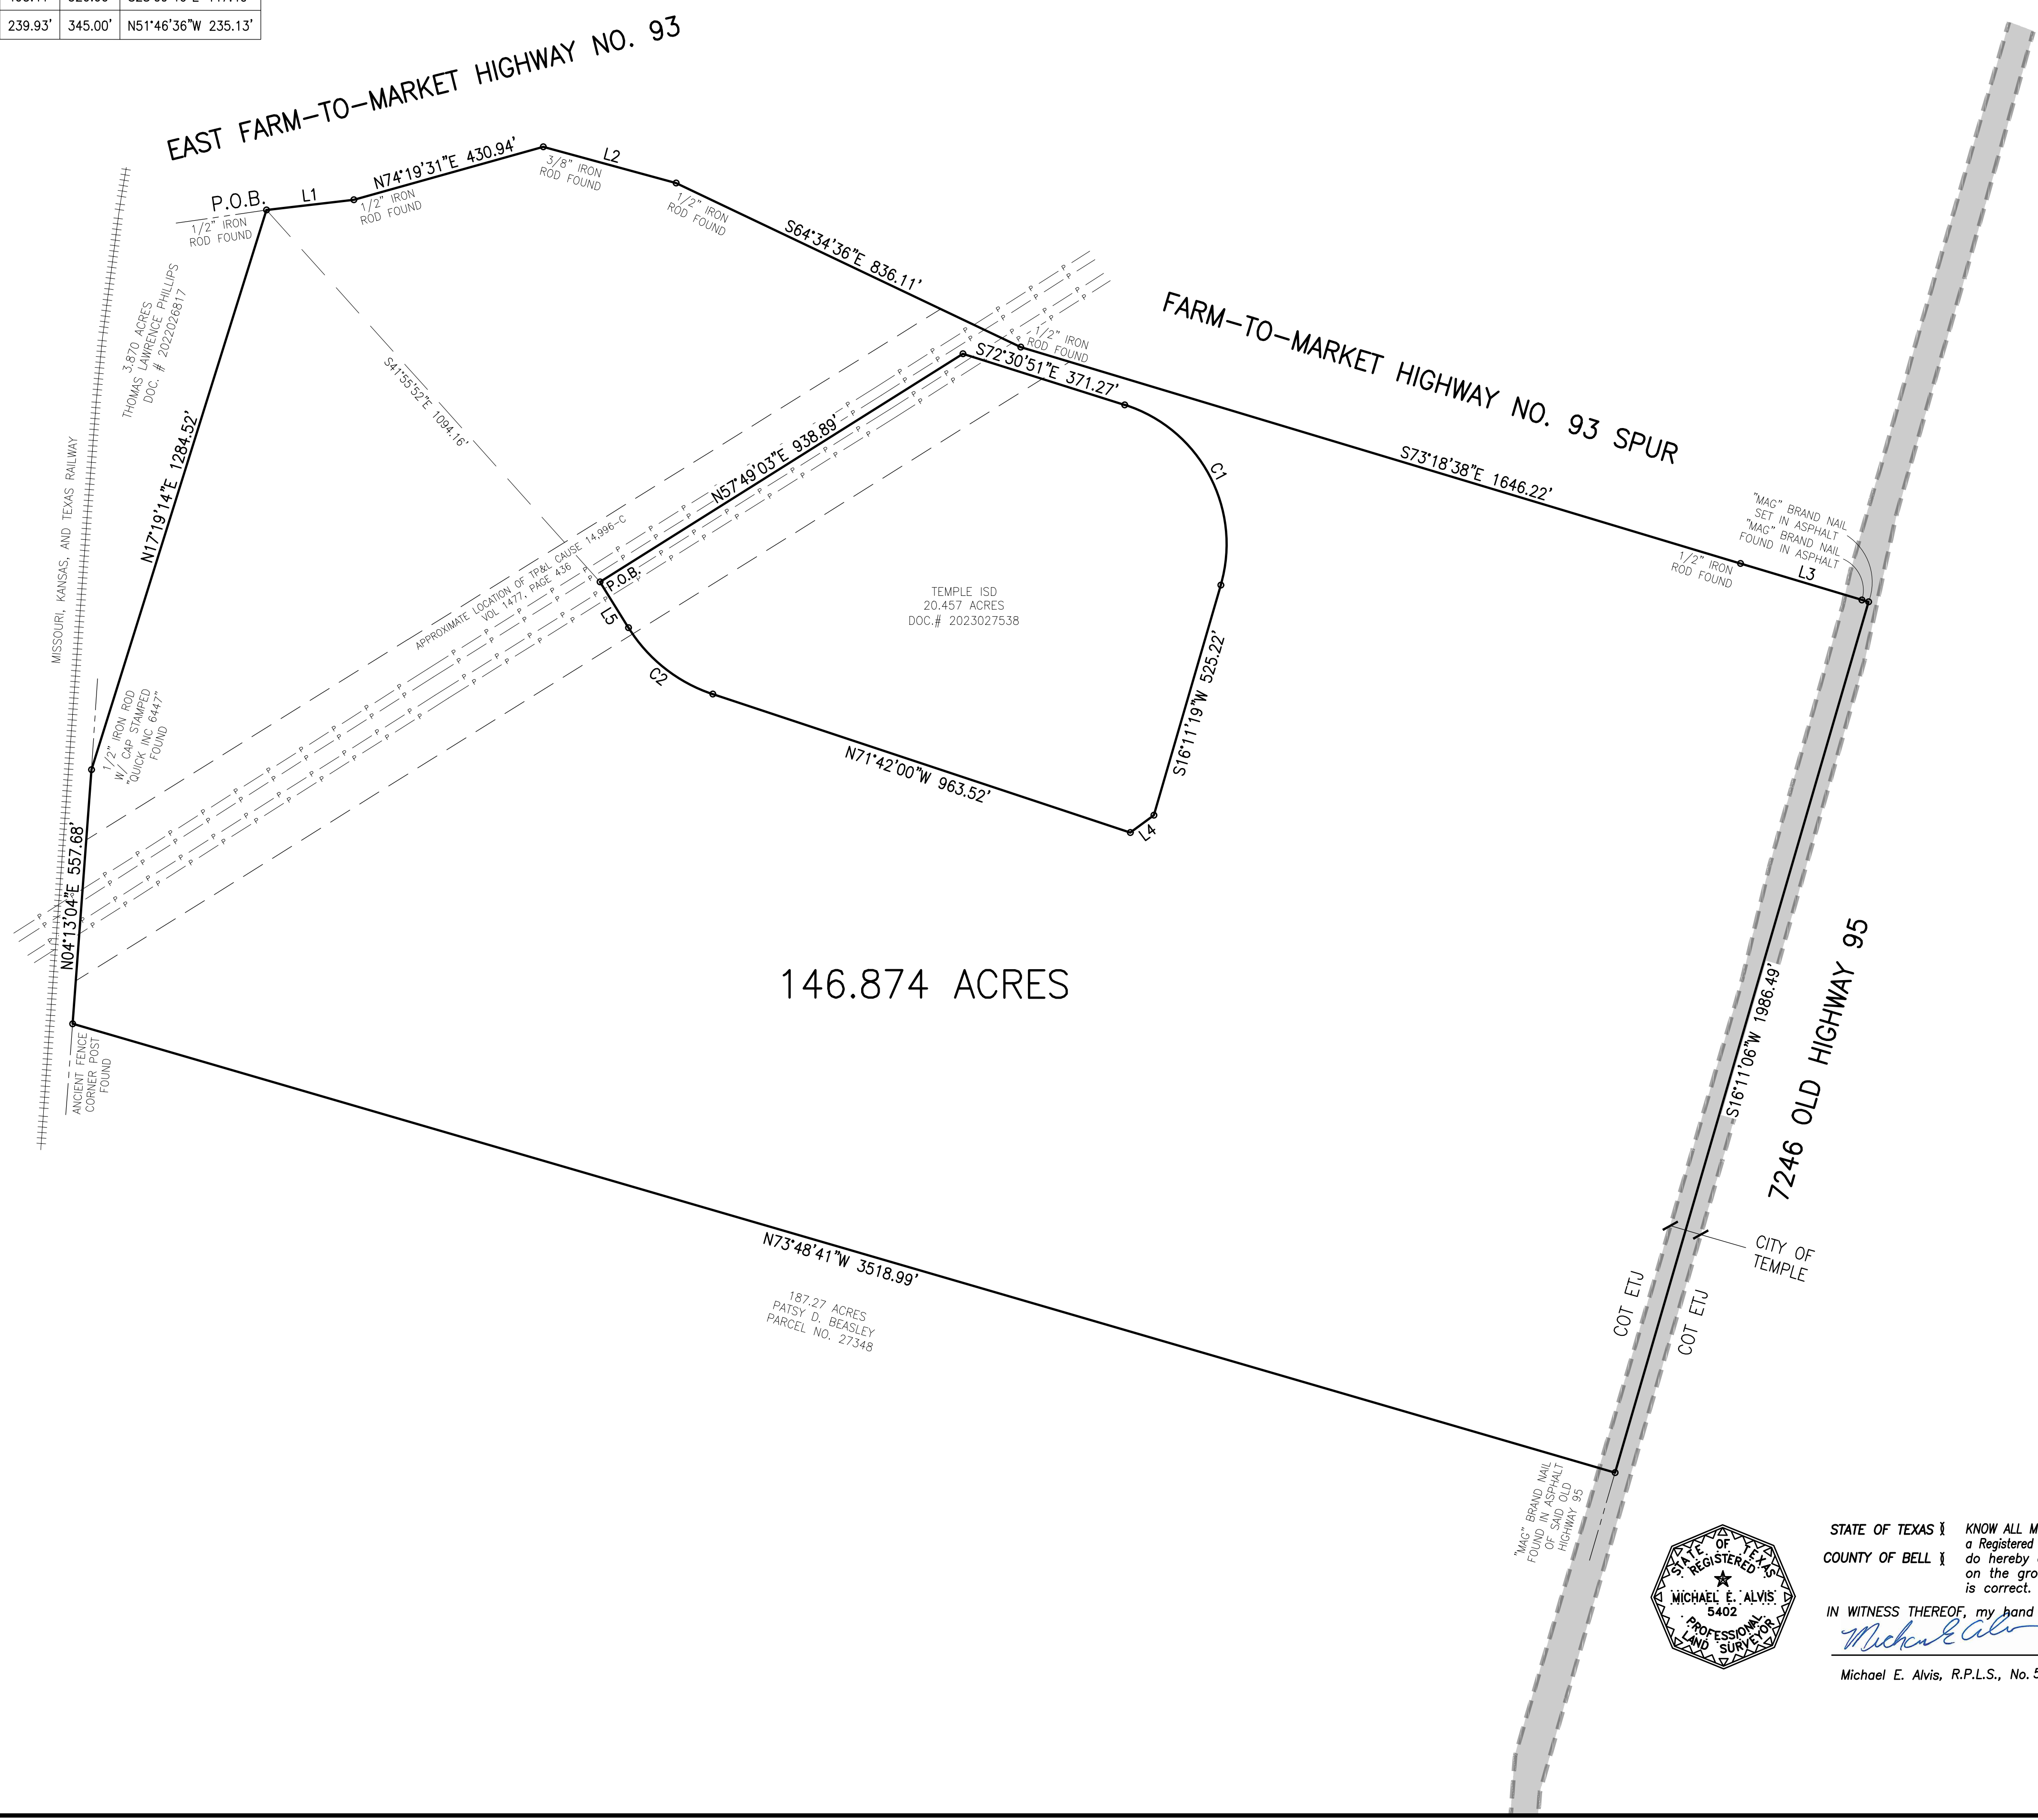 239.93' 345.00' N51°46'36"W 235.13'
EAST FARM-TO-MARKET HIGHWAY NO. 93
P.O.B.
1/2" IRON
ROD FOUND
L1
N74°19'31"E 430.94'
1/2" IRON
ROD FOUND
L2
3/8" IRON
ROD FOUND
1/2" IRON
ROD FOUND
S64°34'36"E 836.11'
FARM-TO-MARKET HIGHWAY NO. 93 SPUR
1/2" IRON
ROD FOUND
S72°30'51"E 371.27'
S73°18'38"E 1646.22'
"MAG" BRAND NAIL
SET IN ASPHALT
"MAG" BRAND NAIL
FOUND IN ASPHALT
1/2" IRON
ROD FOUND
L3
3.870 ACRES
THOMAS LAWRENCE PHILLIPS
DOC. # 2022026817
MISSOURI, KANSAS, AND TEXAS RAILWAY
N17°19'14"E 1284.52'
S41°55'52"E 1094.16'
N57°49'03"E 938.89'
C1
APPROXIMATE LOCATION OF TP&L CAUSE 14,996-C
VOL 1477, PAGE 436
P.O.B.
L5
C2
TEMPLE ISD
20.457 ACRES
DOC.# 2023027538
S16°11'19"W 525.22'
N71°42'00"W 963.52'
L4
1/2" IRON ROD
W/ CAP STAMPED
"QUICK INC 6447"
FOUND
N04°13'04"E 557.68'
146.874 ACRES
ANCIENT FENCE
CORNER POST
FOUND
S16°11'06"W 1986.49'
7246 OLD HIGHWAY 95
N73°48'41"W 3518.99'
187.27 ACRES
PATSY D. BEASLEY
PARCEL NO. 27348
CITY OF
TEMPLE
COT ETJ
COT ETJ
"MAG" BRAND NAIL
FOUND IN ASPHALT
OF SAID OLD
HIGHWAY 95
STATE OF TEXAS
REGISTERED
MICHAEL E. ALVIS
5402
PROFESSIONAL
LAND SURVEYOR
STATE OF TEXAS KNOW ALL M
a Registered
COUNTY OF BELL do hereby
on the gro
is correct.
IN WITNESS THEREOF, my hand
Michael E. Alvis, R.P.L.S., No. 5